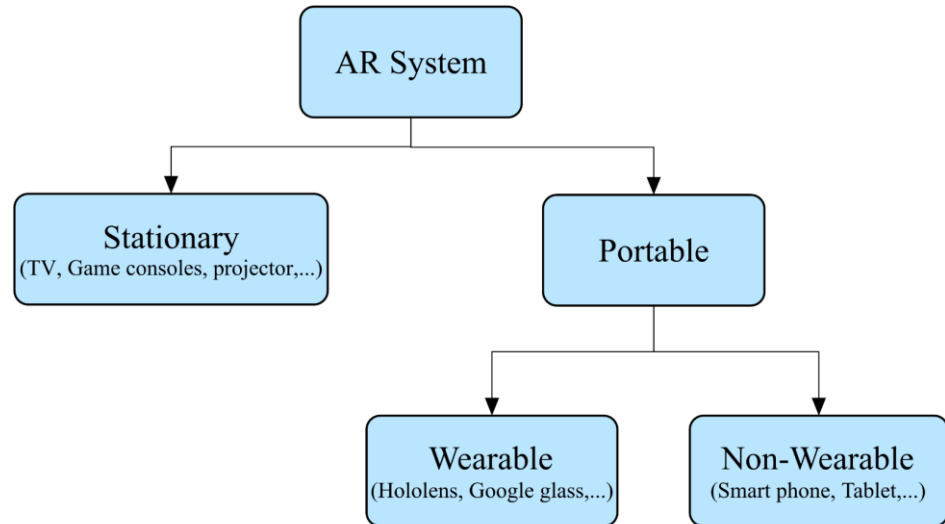 AR System
Stationary
(TV, Game consoles, projector,...)
Portable
Wearable
(Hololens, Google glass,...)
Non-Wearable
(Smart phone, Tablet,...)